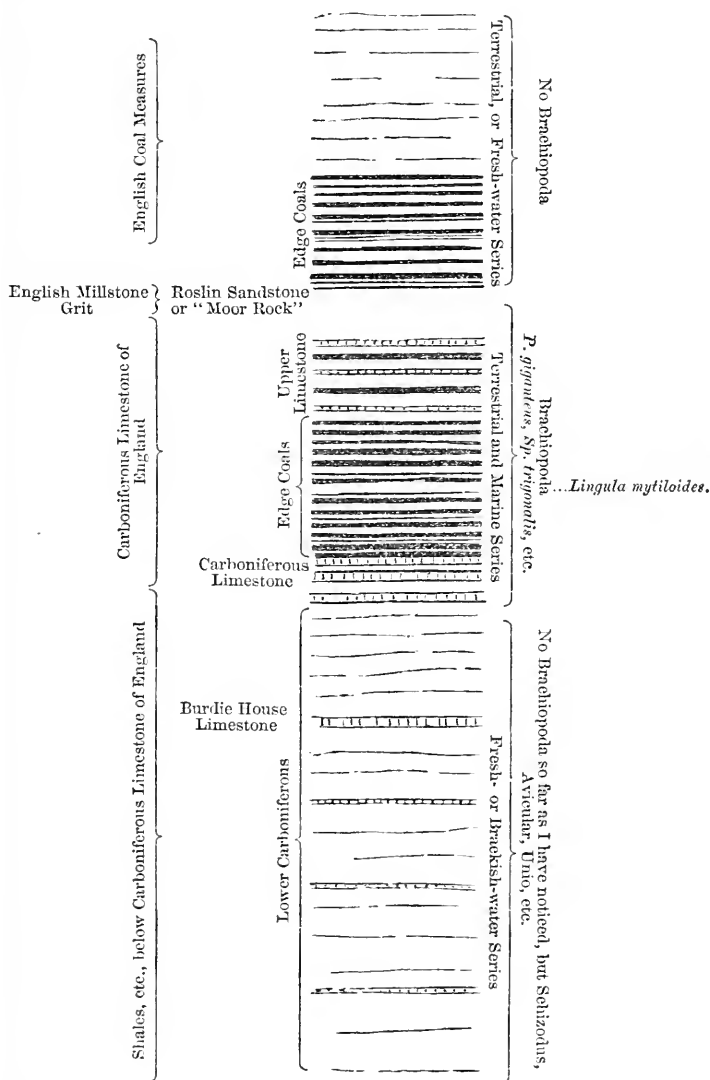 English Coal Measures
Edge Coals
Terrestrial, or Fresh-water Series
No Brachiopoda
English Millstone
Grit
Roslin Sandstone
or "Moor Rock"
Carboniferous Limestone of
England
Upper
Limestone
Edge Coals
Carboniferous
Limestone
Terrestrial and Marine Series
Brachiopoda
P. giganteus, Sp. trigonalis, etc.
...Lingula mytiloides.
Shales, etc., below Carboniferous Limestone of England
Burdie House
Limestone
Lower Carboniferous
Fresh- or Brackish-water Series
No Brachiopoda so far as I have noticed, but Schizodus,
Avicular, Unio, etc.